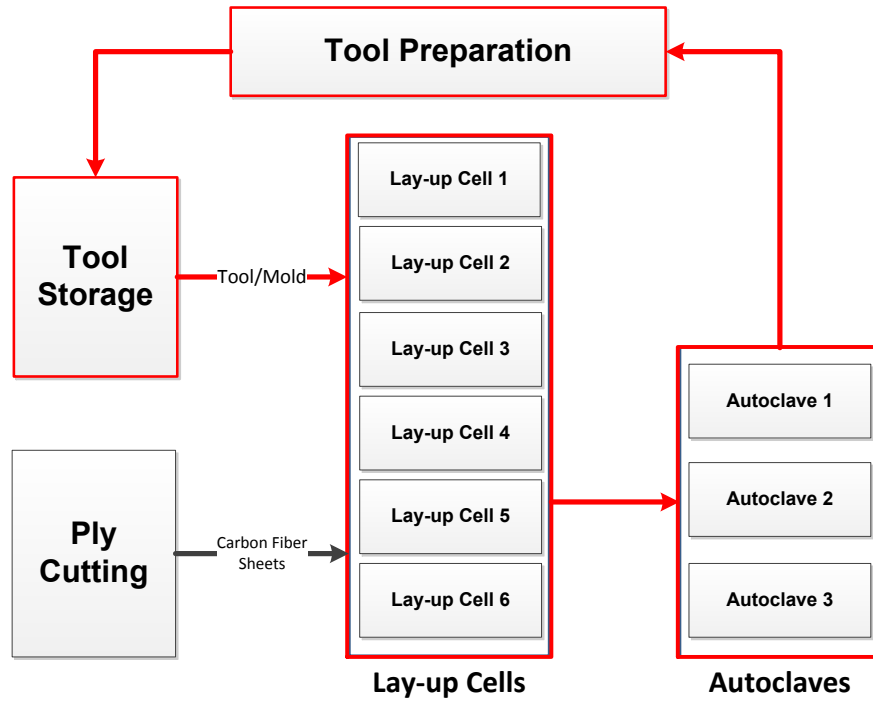 Tool Preparation
Tool
Storage
Tool/Mold
Ply
Cutting
Carbon Fiber
Sheets
Lay-up Cell 1
Lay-up Cell 2
Lay-up Cell 3
Lay-up Cell 4
Lay-up Cell 5
Lay-up Cell 6
Lay-up Cells
Autoclave 1
Autoclave 2
Autoclave 3
Autoclaves